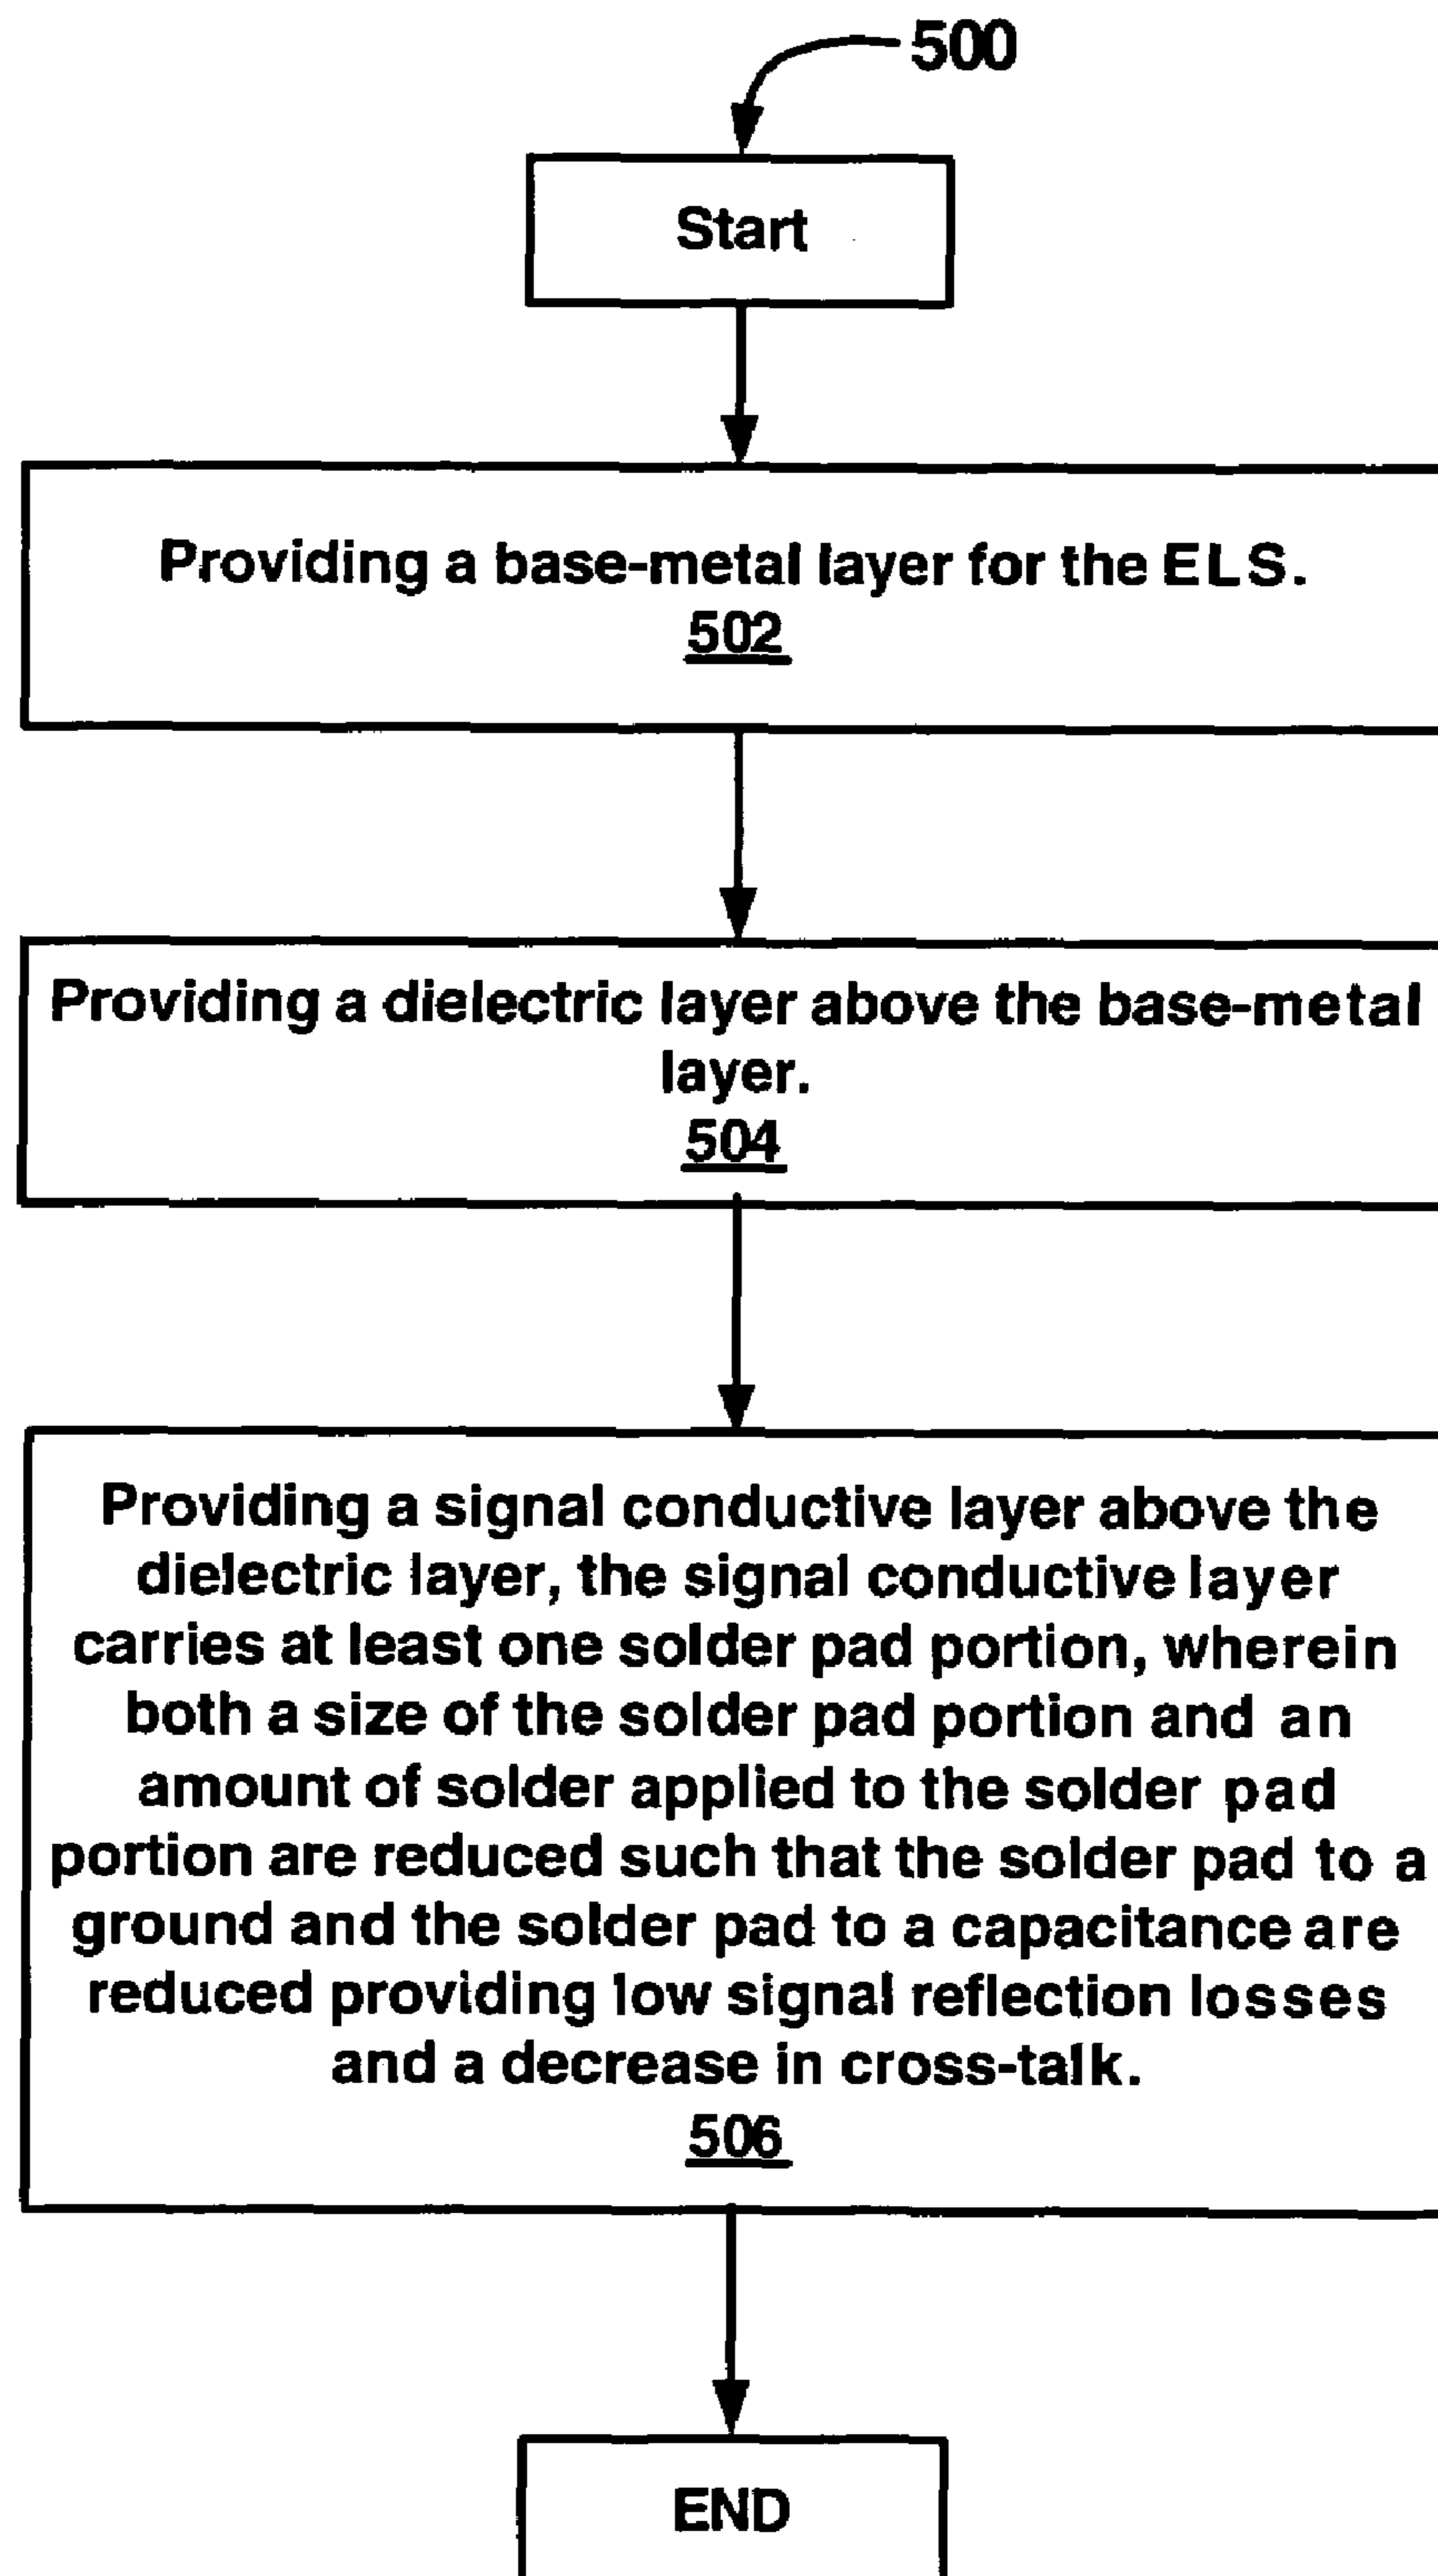 500
Start
Providing a base-metal layer for the ELS.
502
Providing a dielectric layer above the base-metal
layer.
504
Providing a signal conductive layer above the
dielectric layer, the signal conductive layer
carries at least one solder pad portion, wherein
both a size of the solder pad portion and an
amount of solder applied to the solder pad
portion are reduced such that the solder pad to a
ground and the solder pad to a capacitance are
reduced providing low signal reflection losses
and a decrease in cross-talk.
506
END